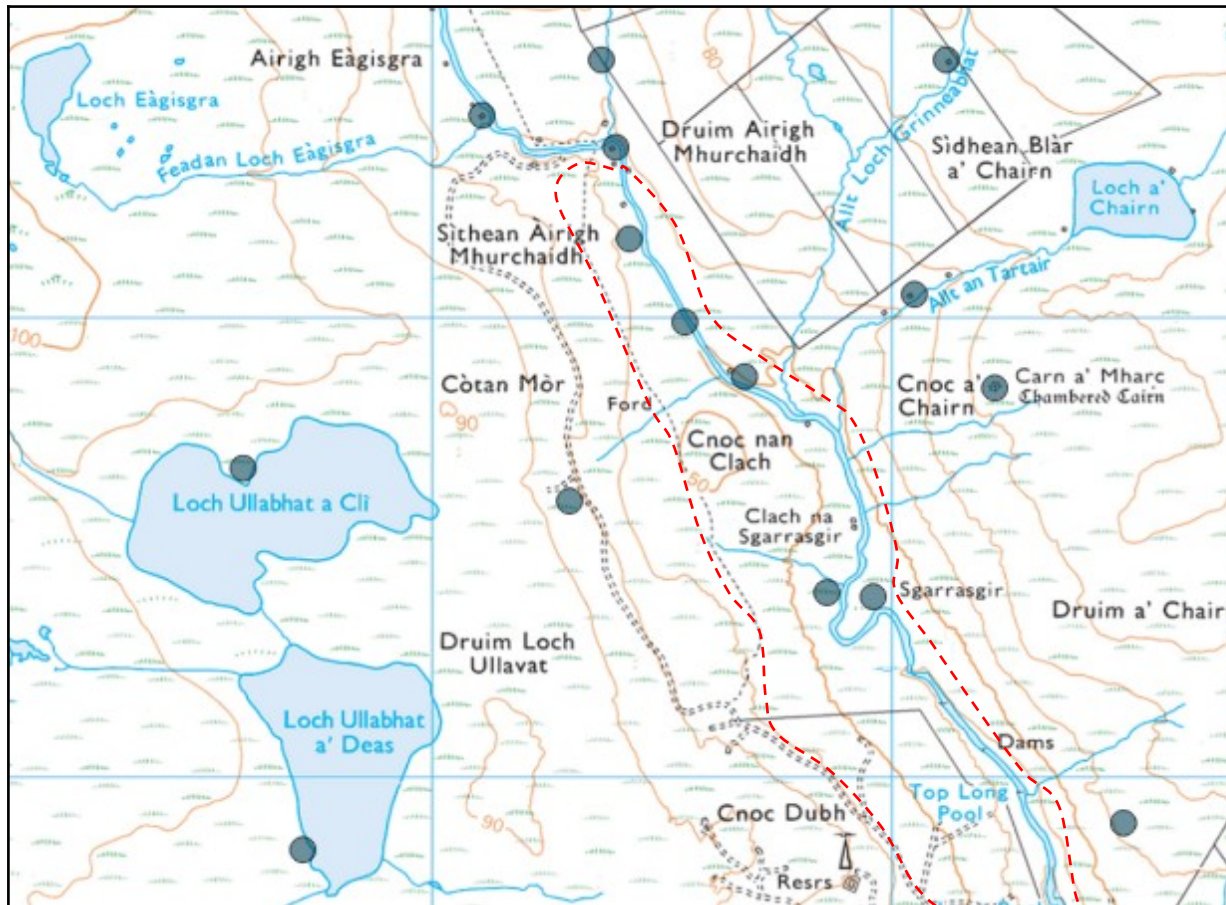 Airigh Eàgisgra
80
Loch Eàgisgra
Feadan Loch Eàgisgra
Druim Airigh
Mhurchaidh
Allt Loch Grinneabhat
Sìdhean Blàr
a' Chairn
Loch a'
Chairn
Sìthean Àirigh
Mhurchaidh
Allt an Tartair
100
Còtan Mòr
90
Ford
Cnoc a'
Chairn
Carn a' Mharc
Chambered Cairn
Cnoc nan
Clach
50
Loch Ullabhat a Clì
Clach na
Sgarrasgir
Sgarrasgir
Druim a' Chair
Druim Loch
Ullavat
Loch Ullabhat
a' Deas
Dams
Top Long
Pool
90
Cnoc Dubh
Resrs